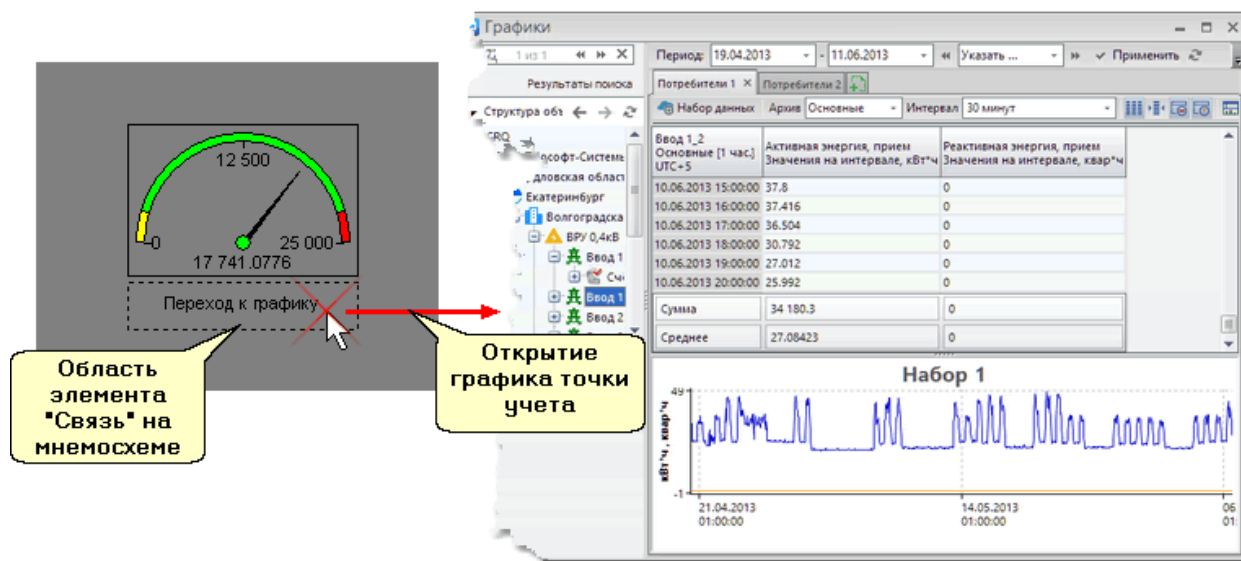 12 500
0
25 000
17 741.0776
Переход к графику
Область
элемента
"Связь" на
мнемосхеме
Открытие
графика точки
учета
Графики
1 из 1
Результаты поиска
Структура объ
Екатеринбург
Волгоградска
ВРУ 0,4кВ
Ввод 1
Счё
Ввод 1
Ввод 2
Период: 19.04.2013 - 11.06.2013 Указать ... Применить
Потребители 1 Потребители 2
Набор данных Архив Основные Интервал 30 минут
Ввод 1_2
Основные [1 час.]
UTC+5
Активная энергия, прием
Значения на интервале, кВт*ч
Реактивная энергия, прием
Значения на интервале, квар*ч
10.06.2013 15:00:00 37.8 0
10.06.2013 16:00:00 37.416 0
10.06.2013 17:00:00 36.504 0
10.06.2013 18:00:00 30.792 0
10.06.2013 19:00:00 27.012 0
10.06.2013 20:00:00 25.992 0
Сумма 34 180.3 0
Среднее 27.08423 0
Набор 1
49
кВт*ч , квар*ч
-1
21.04.2013
01:00:00
14.05.2013
01:00:00
06
01: